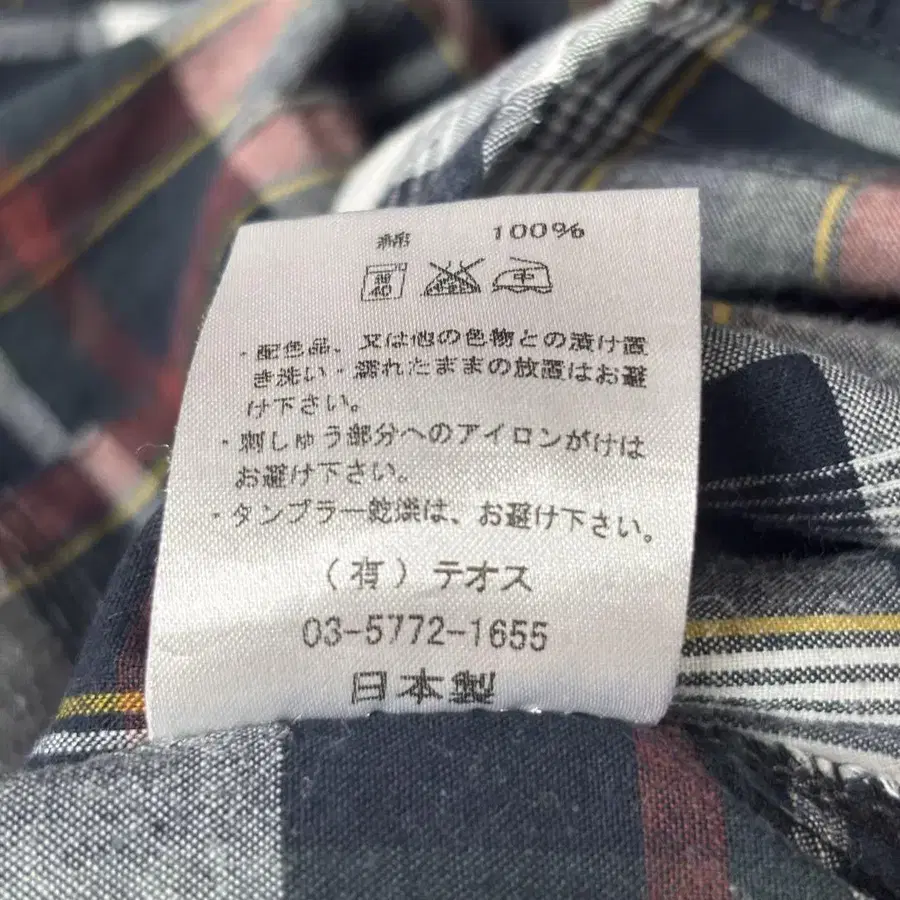 綿 100%
40 中
・配色品、又は他の色物との漬け置
き洗い・濡れたままの放置はお避
け下さい。
・刺しゅう部分へのアイロンがけは
お避け下さい。
・タンブラー乾燥は、お避け下さい。
(有) テオス
03-5772-1655
日本製